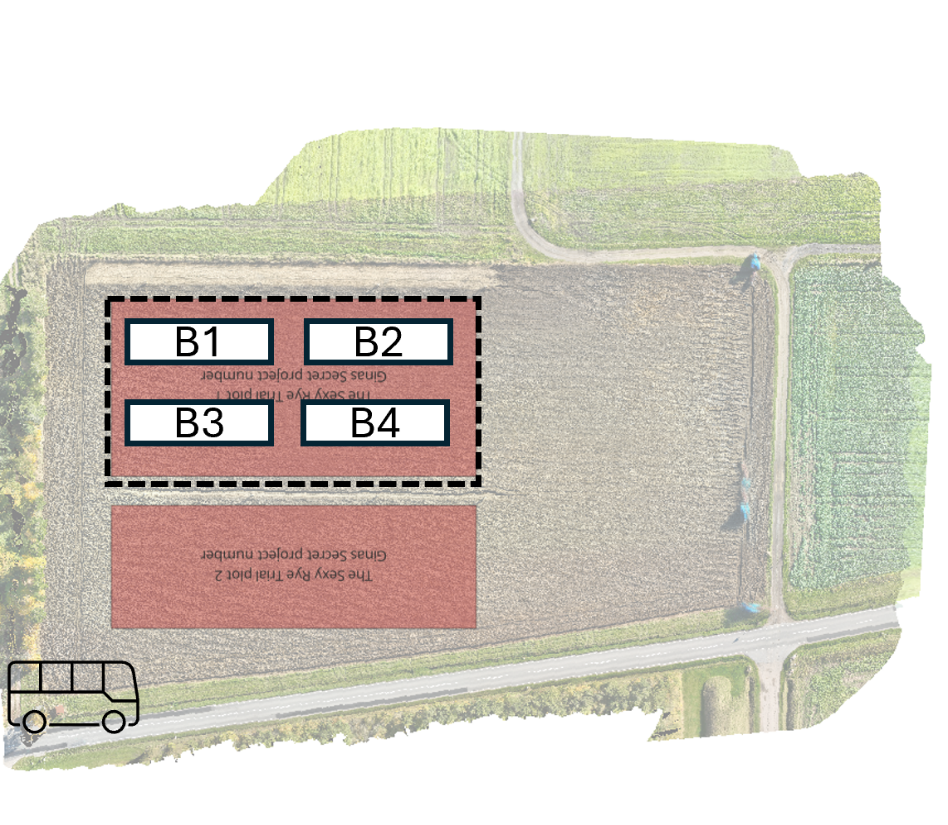 B1 B2
The Sexy Rye Trial plot 1
Ginas Secret project number
B3 B4
The Sexy Rye Trial plot 2
Ginas Secret project number